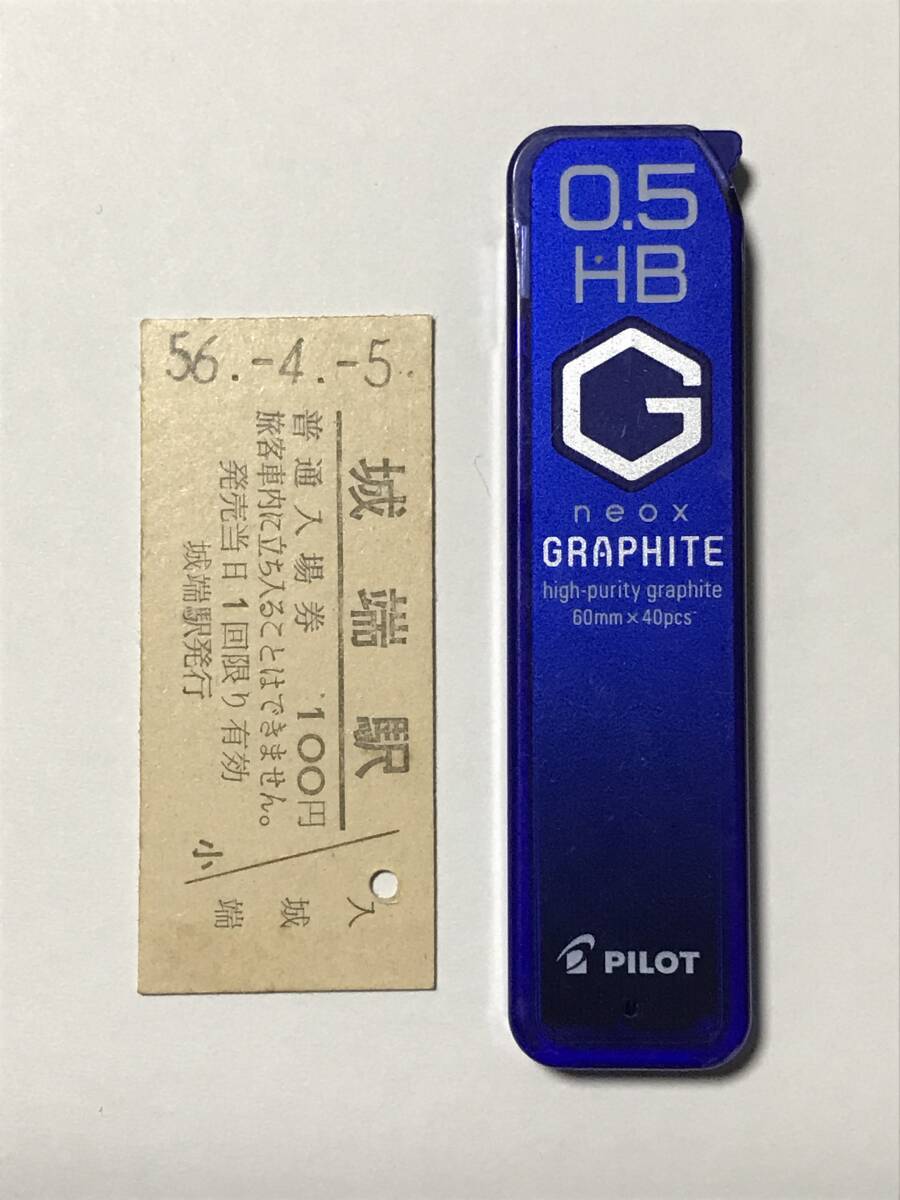 56.-4.-5
城端駅
普通入場券 100円
旅客車内に立ち入ることはできません。
発売当日1回限り有効
城端駅発行
小
入
城
端
0.5
HB
G
neox
GRAPHITE
high-purity graphite
60mm×40pcs
PILOT